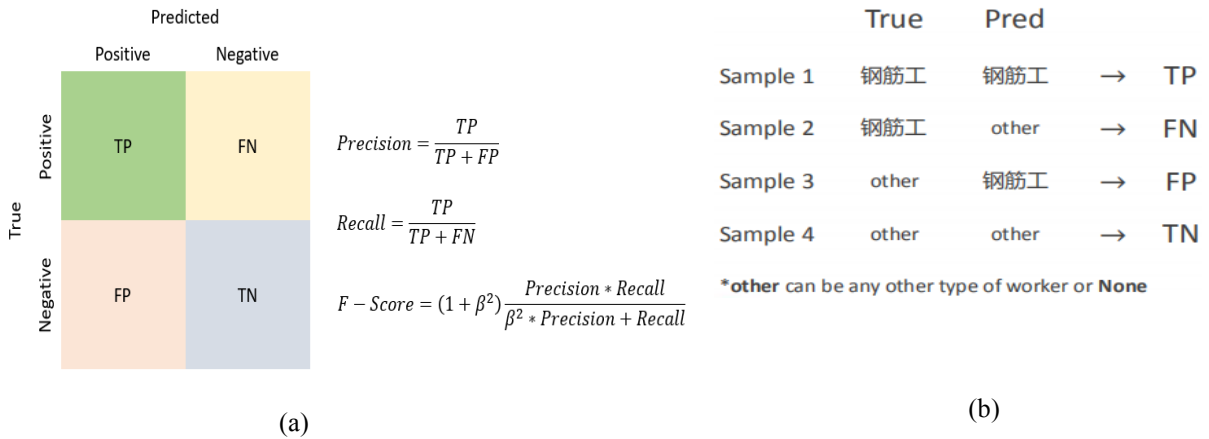 Predicted
Positive Negative
True
Positive
TP FN
Negative
FP TN
Precision = TP / (TP + FP)
Recall = TP / (TP + FN)
F − Score = (1 + β²) Precision * Recall / (β² * Precision + Recall)
(a)
True Pred
Sample 1 钢筋工 钢筋工 → TP
Sample 2 钢筋工 other → FN
Sample 3 other 钢筋工 → FP
Sample 4 other other → TN
*other can be any other type of worker or None
(b)